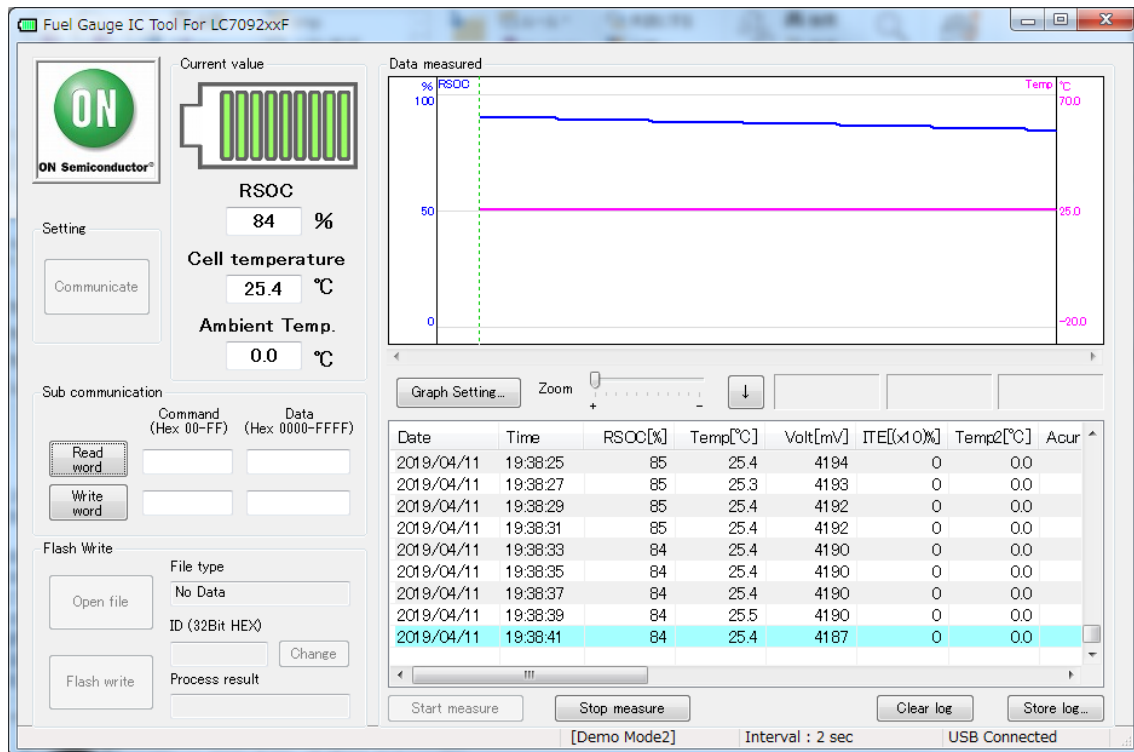 Fuel Gauge IC Tool For LC7092xxF
ON
ON Semiconductor®
Current value
RSOC
84 %
Cell temperature
25.4 ℃
Ambient Temp.
0.0 ℃
Setting
Communicate
Sub communication
Command
(Hex 00-FF)
Data
(Hex 0000-FFFF)
Read
word
Write
word
Flash Write
Open file
File type
No Data
ID (32Bit HEX)
Change
Flash write
Process result
Data measured
% RSOC Temp ℃
100 70.0
50 25.0
0 -20.0
Graph Setting... Zoom + - ↓
Date Time RSOC[%] Temp[℃] Volt[mV] ITE[(x10)%] Temp2[℃] Acur
2019/04/11 19:38:25 85 25.4 4194 0 0.0
2019/04/11 19:38:27 85 25.3 4193 0 0.0
2019/04/11 19:38:29 85 25.4 4192 0 0.0
2019/04/11 19:38:31 85 25.4 4192 0 0.0
2019/04/11 19:38:33 84 25.4 4190 0 0.0
2019/04/11 19:38:35 84 25.4 4190 0 0.0
2019/04/11 19:38:37 84 25.4 4190 0 0.0
2019/04/11 19:38:39 84 25.5 4190 0 0.0
2019/04/11 19:38:41 84 25.4 4187 0 0.0
Start measure Stop measure Clear log Store log...
[Demo Mode2] Interval : 2 sec USB Connected